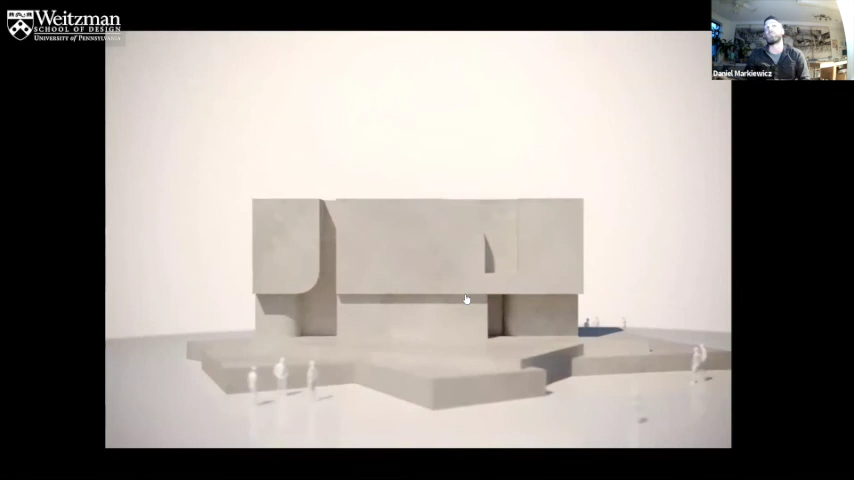 Weitzman
SCHOOL OF DESIGN
UNIVERSITY OF PENNSYLVANIA
Daniel Markiewicz